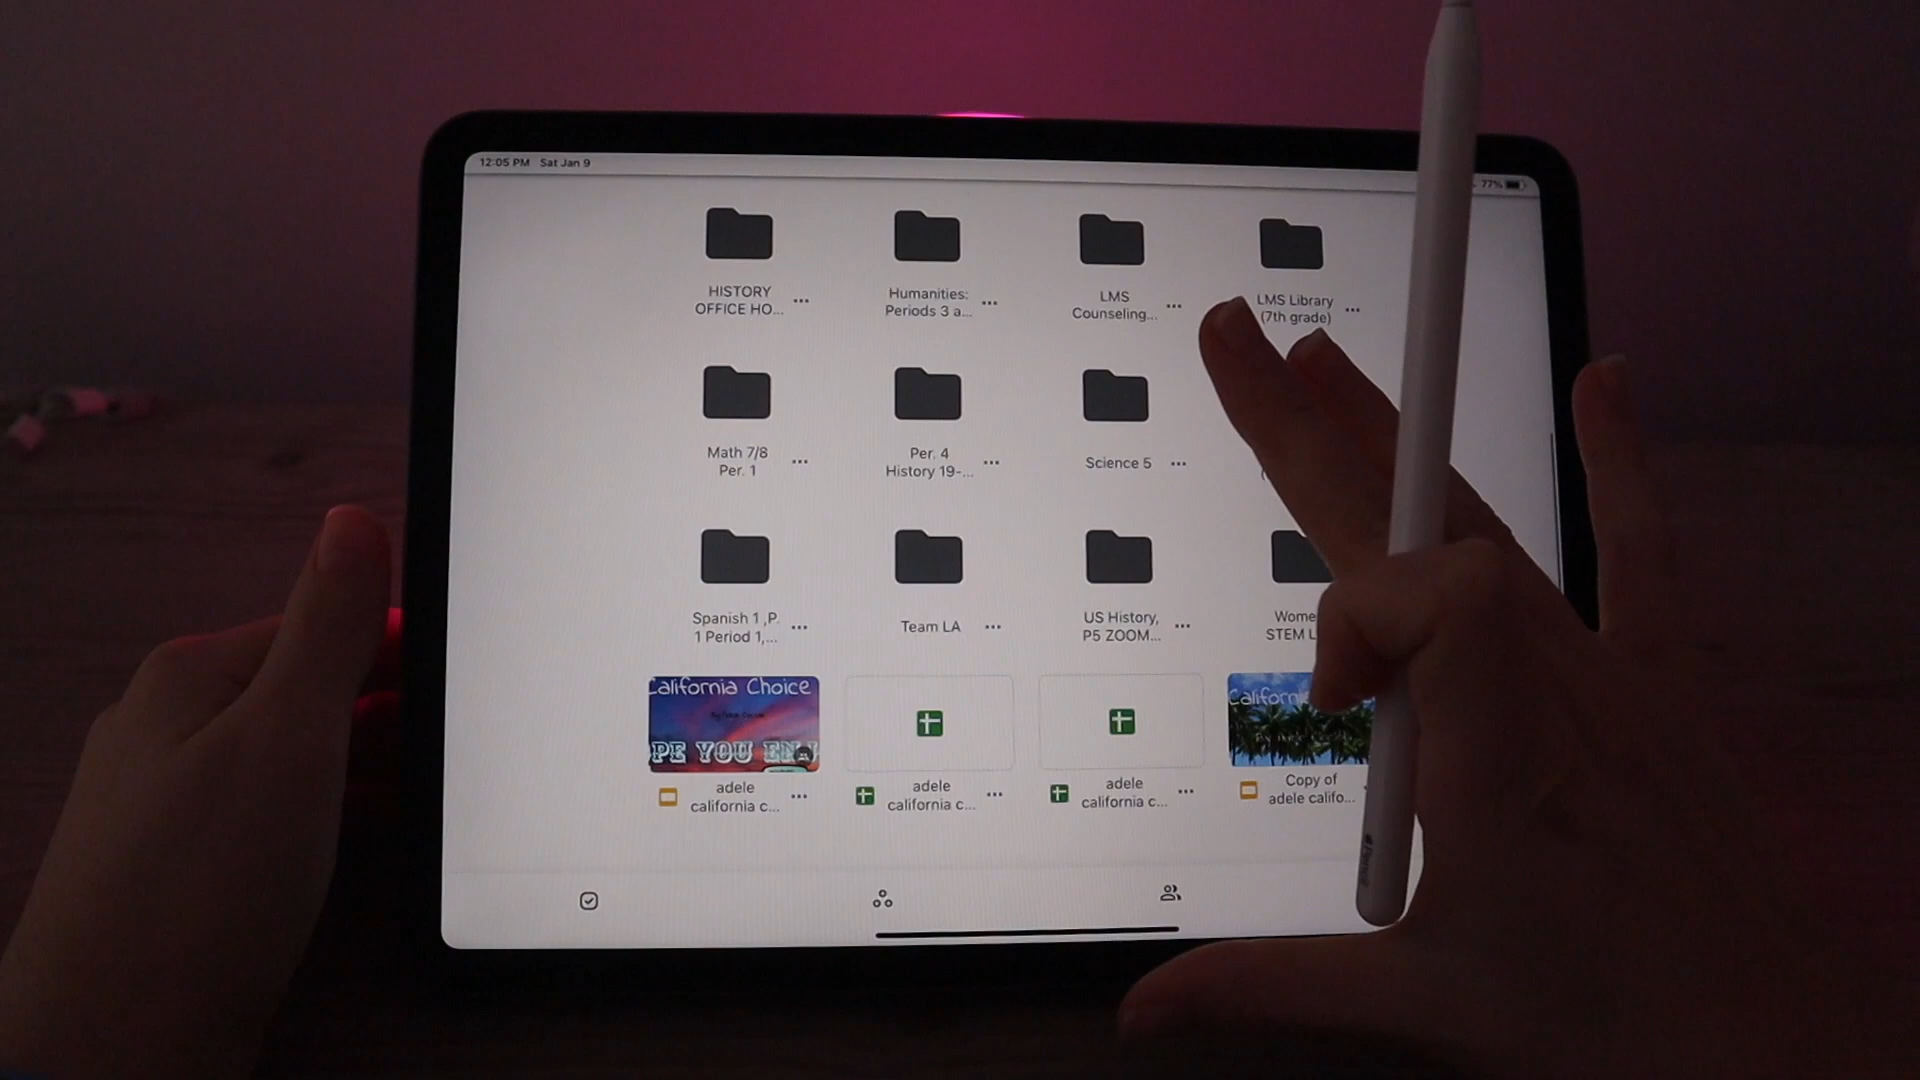 12:05 PM Sat Jan 9
77%
HISTORY
OFFICE HO...
Humanities:
Periods 3 a...
LMS
Counseling...
LMS Library
(7th grade)
Math 7/8
Per. 1
Per. 4
History 19-...
Science 5
Spanish 1 ,P.
1 Period 1,...
Team LA
US History,
P5 ZOOM...
Wome
STEM L
California Choice
PE YOU EN
Californi
adele
california c...
adele
california c...
adele
california c...
Copy of
adele califo...
Pencil